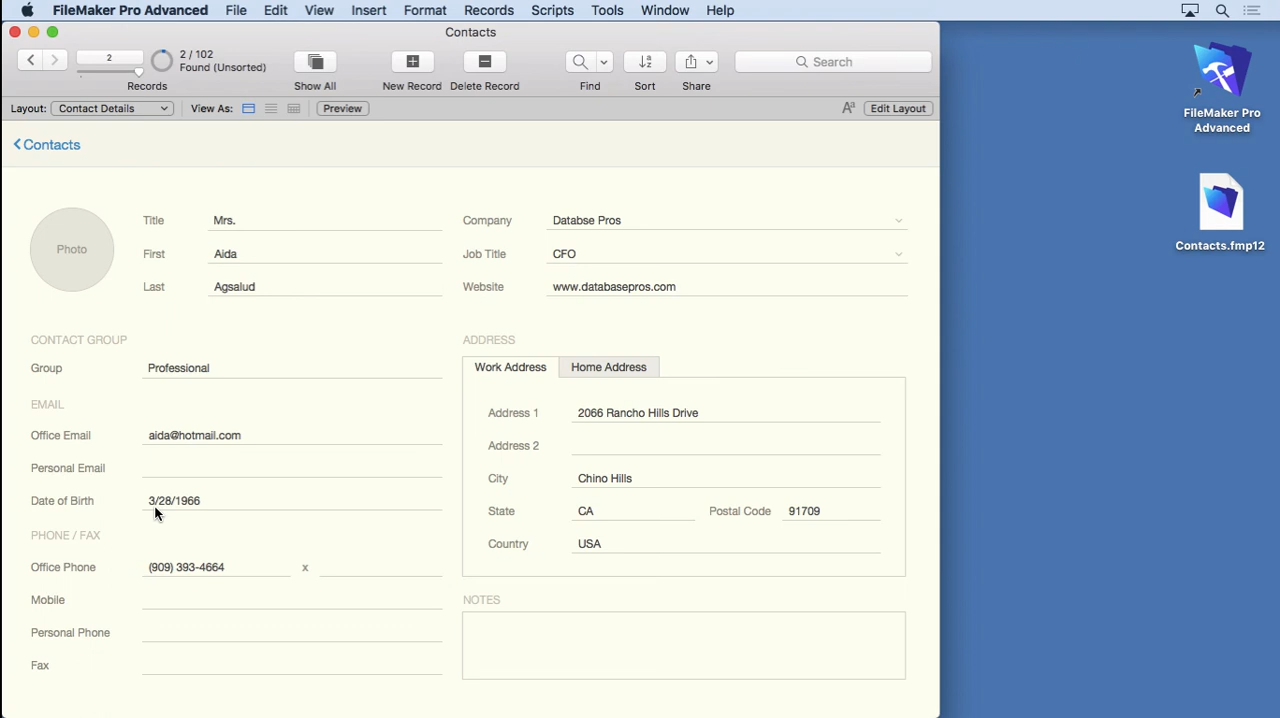 FileMaker Pro Advanced File Edit View Insert Format Records Scripts Tools Window Help
Contacts
2
2 / 102
Found (Unsorted)
Search
Records Show All New Record Delete Record Find Sort Share
Layout: Contact Details View As: Preview Aa Edit Layout
FileMaker Pro
Advanced
Contacts.fmp12
Contacts
Photo
Title Mrs.
First Aida
Last Agsalud
Company Databse Pros
Job Title CFO
Website www.databasepros.com
CONTACT GROUP
Group Professional
EMAIL
Office Email aida@hotmail.com
Personal Email
Date of Birth 3/28/1966
PHONE / FAX
Office Phone (909) 393-4664 x
Mobile
Personal Phone
Fax
ADDRESS
Work Address Home Address
Address 1 2066 Rancho Hills Drive
Address 2
City Chino Hills
State CA Postal Code 91709
Country USA
NOTES